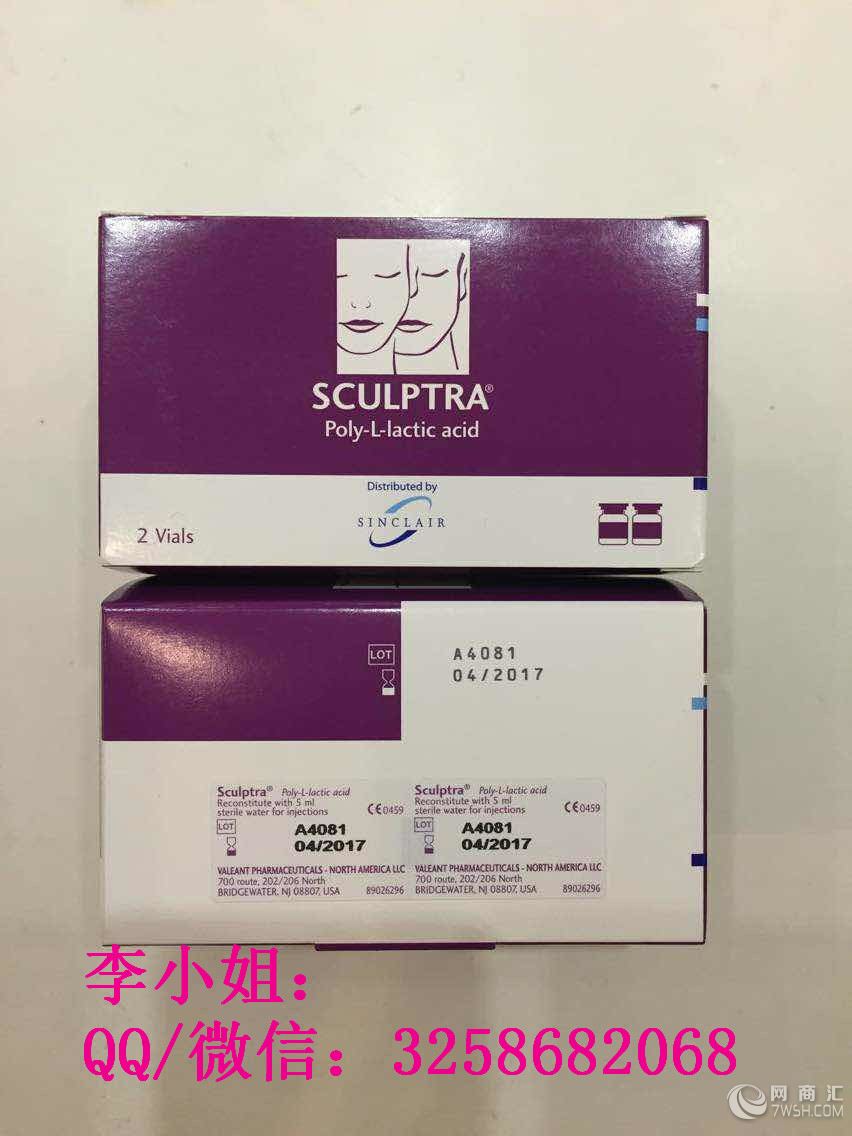 SCULPTRA®
Poly-L-lactic acid
Distributed by
SINCLAIR
2 Vials
LOT
A4081
04/2017
Sculptra® Poly-L-lactic acid
Reconstitute with 5 ml
sterile water for injections
CE0459
LOT
A4081
04/2017
VALEANT PHARMACEUTICALS - NORTH AMERICA LLC
700 route, 202/206 North
BRIDGEWATER, NJ 08807, USA
89026296
Sculptra® Poly-L-lactic acid
Reconstitute with 5 ml
sterile water for injections
CE0459
LOT
A4081
04/2017
VALEANT PHARMACEUTICALS - NORTH AMERICA LLC
700 route, 202/206 North
BRIDGEWATER, NJ 08807, USA
89026296
李小姐：
QQ/微信：3258682068
网商汇
7WSH.COM